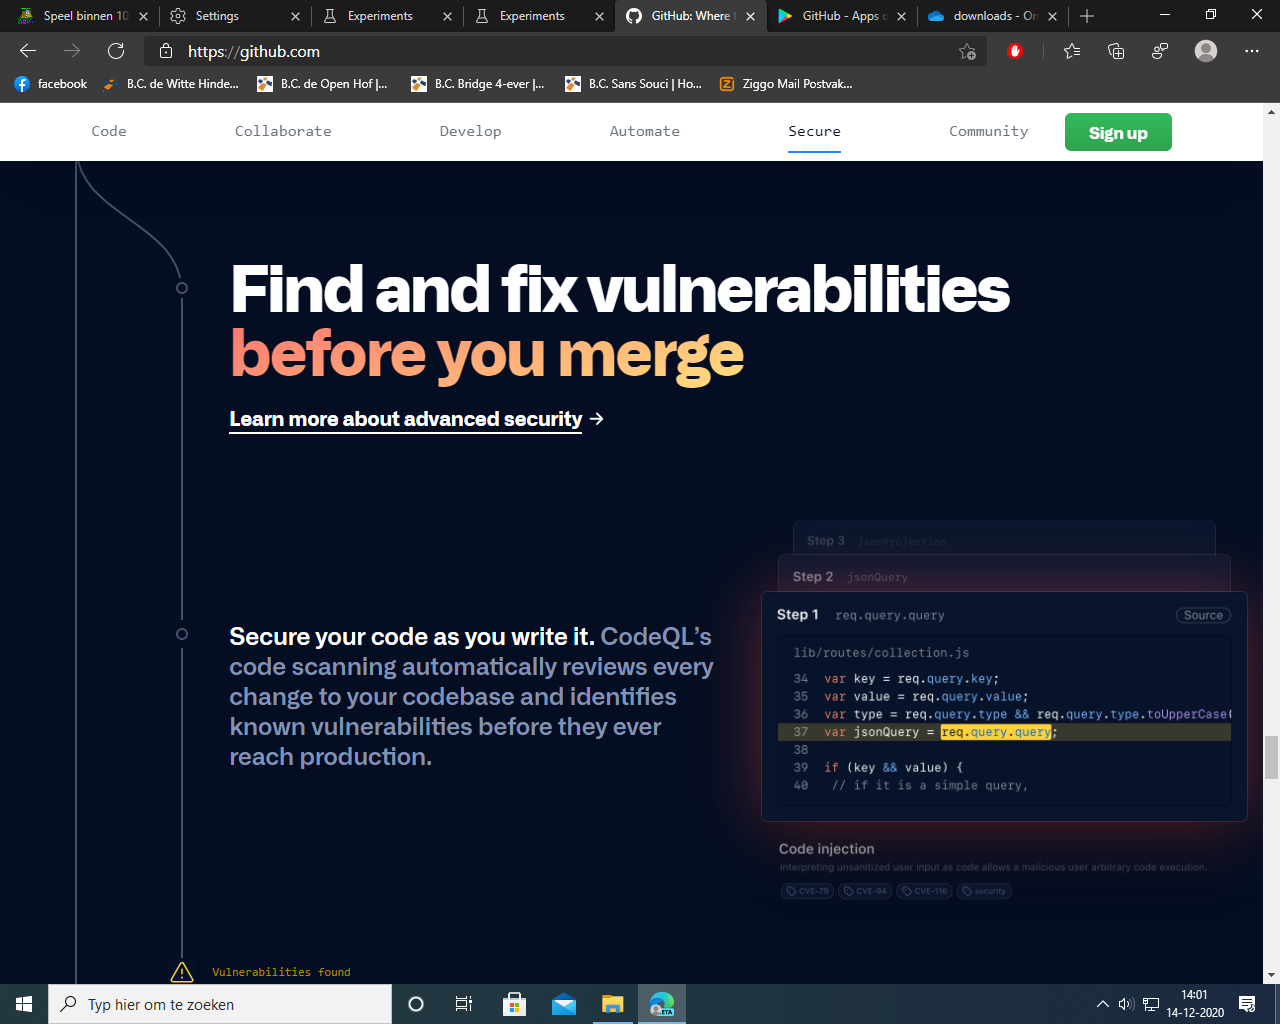 Speel binnen 10
Settings
Experiments
Experiments
GitHub: Where
GitHub - Apps
downloads - On
https://github.com
facebook
B.C. de Witte Hinde...
B.C. de Open Hof |...
B.C. Bridge 4-ever |...
B.C. Sans Souci | Ho...
Ziggo Mail Postvak...
Code
Collaborate
Develop
Automate
Secure
Community
Sign up
Find and fix vulnerabilities
before you merge
Learn more about advanced security →
Step 3 jsonProjection
Step 2 jsonQuery
Step 1 req.query.query Source
lib/routes/collection.js
34 var key = req.query.key;
35 var value = req.query.value;
36 var type = req.query.type && req.query.type.toUpperCase(
37 var jsonQuery = req.query.query;
38
39 if (key && value) {
40 // if it is a simple query,
Secure your code as you write it. CodeQL’s
code scanning automatically reviews every
change to your codebase and identifies
known vulnerabilities before they ever
reach production.
Code injection
Interpreting unsanitized user input as code allows a malicious user arbitrary code execution.
CVE-79
CVE-94
CVE-116
security
Vulnerabilities found
Typ hier om te zoeken
BETA
14:01
14-12-2020